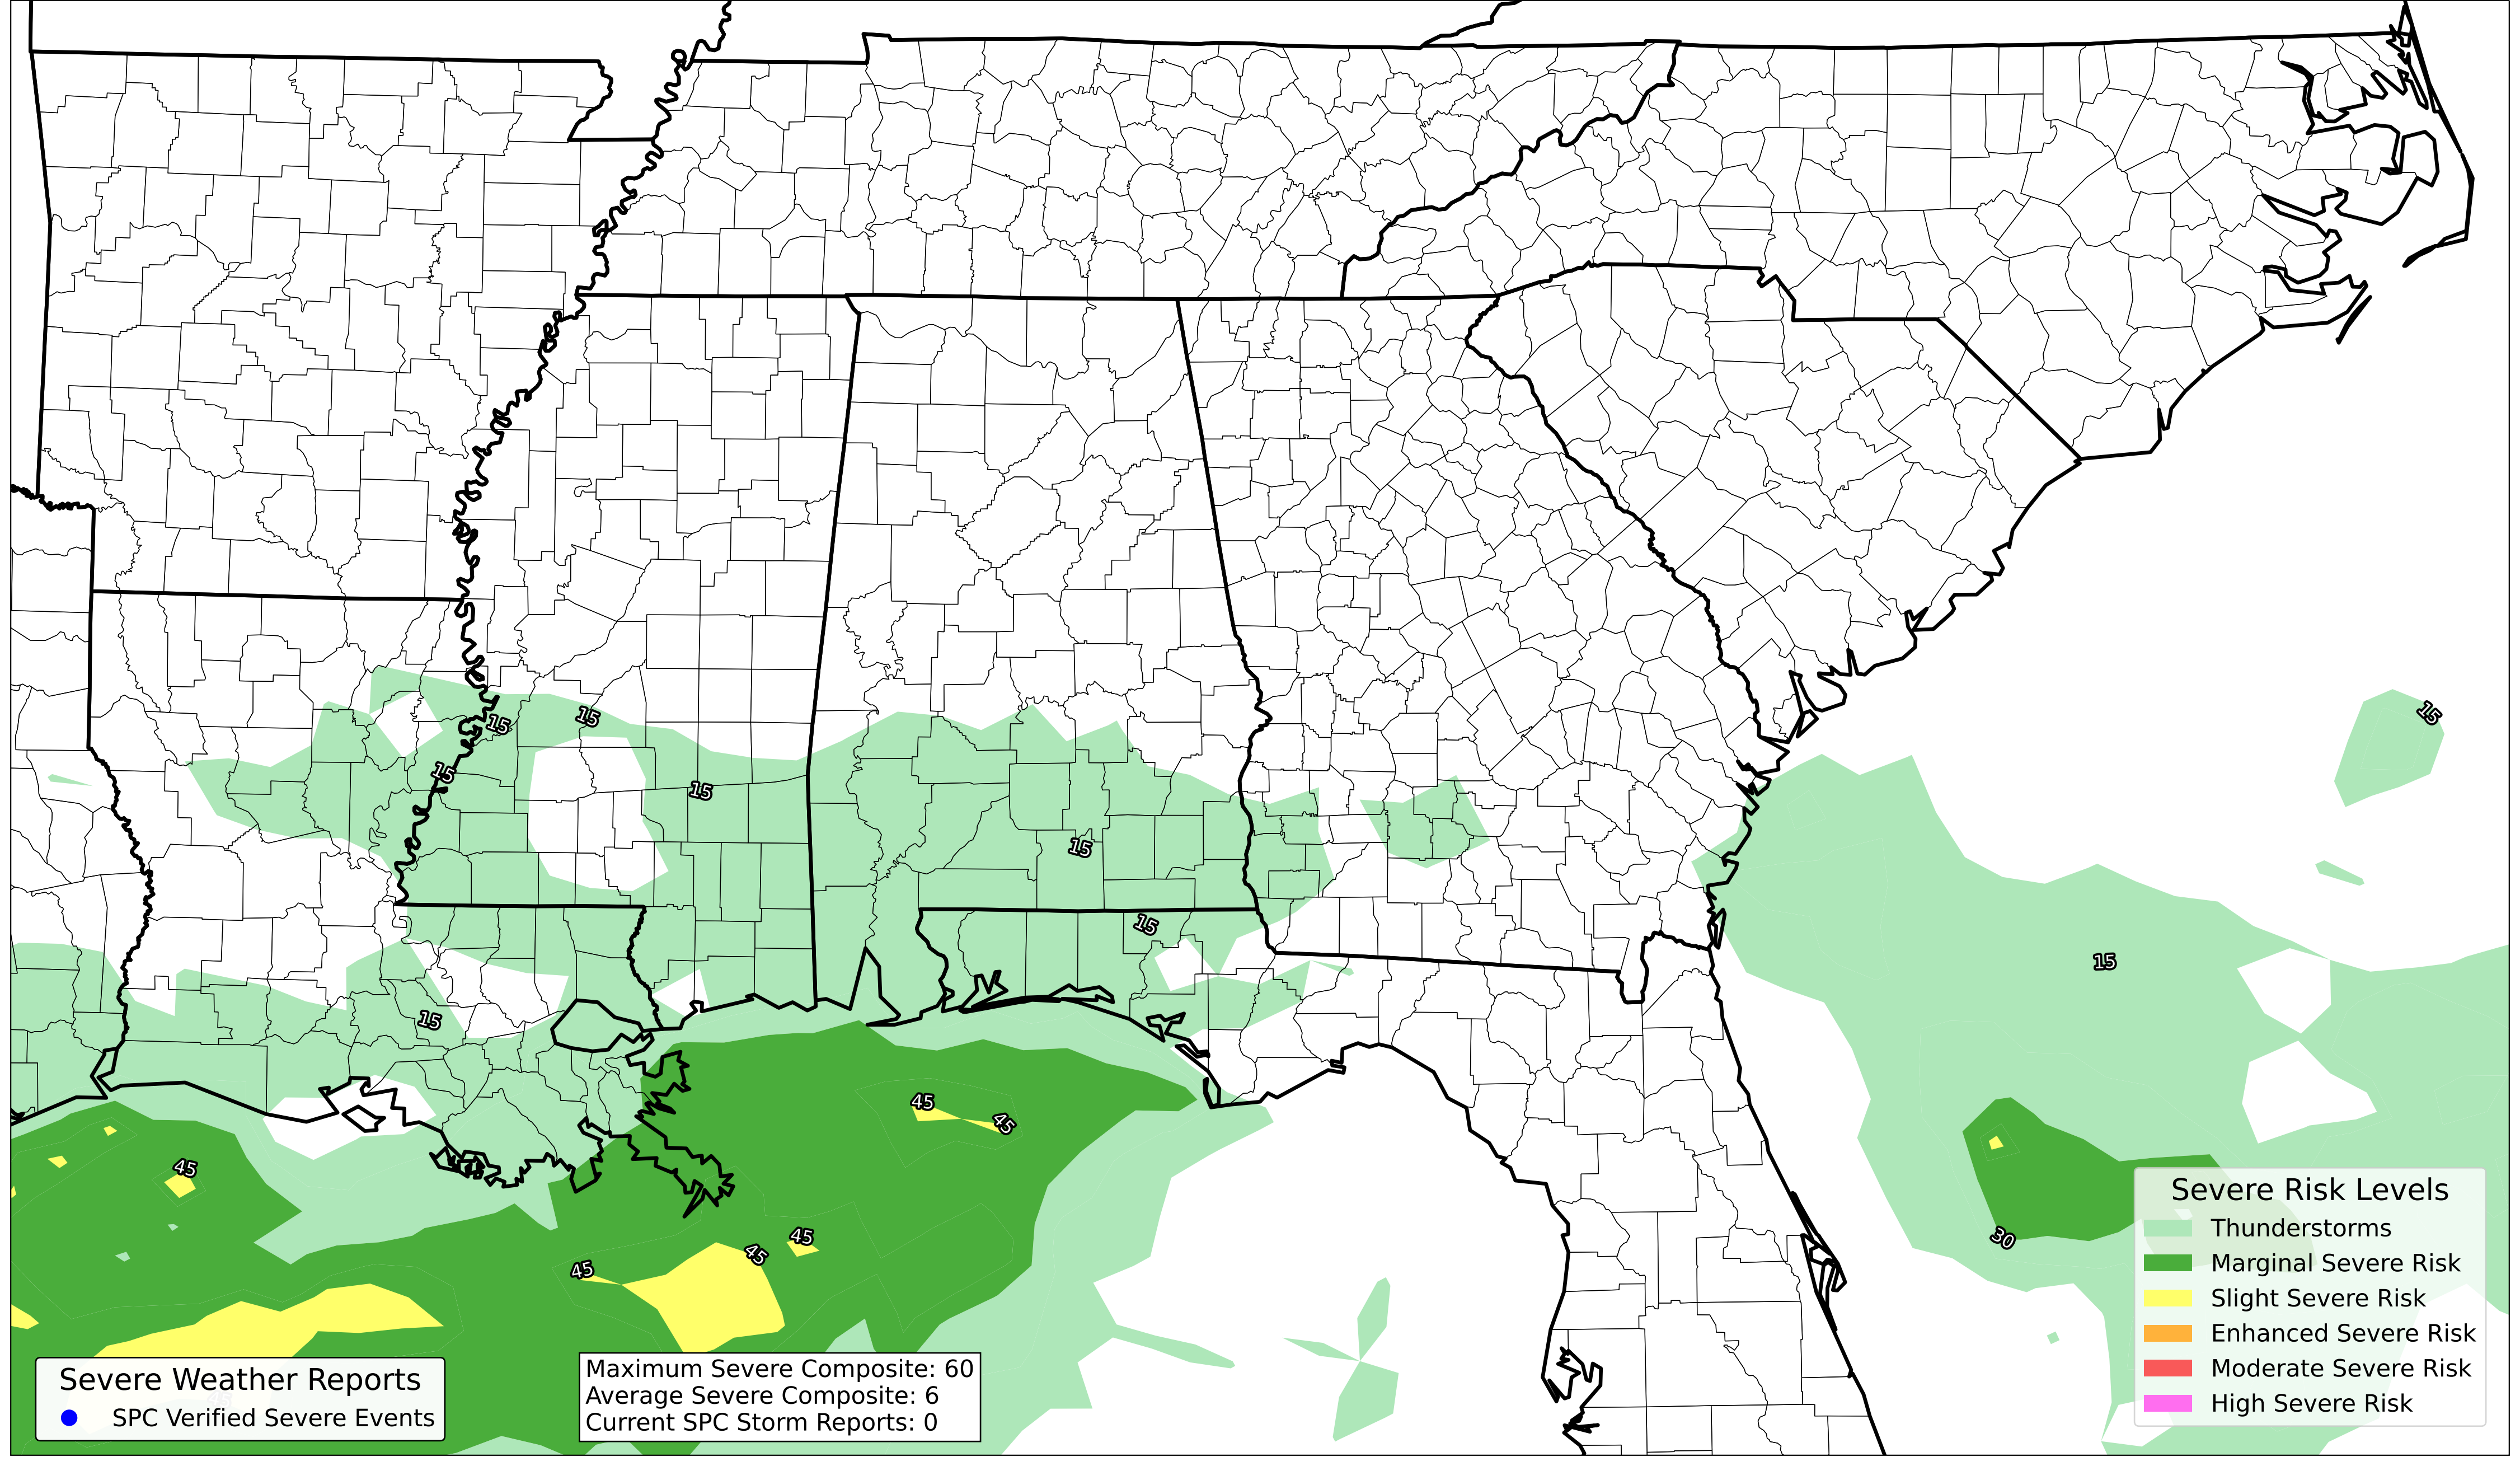 15
15
15
15
15
15
15
15
15
15
45
45
45
45
45
45
30
Severe Risk Levels
Thunderstorms
Marginal Severe Risk
Slight Severe Risk
Enhanced Severe Risk
Moderate Severe Risk
High Severe Risk
Severe Weather Reports
SPC Verified Severe Events
Maximum Severe Composite: 60
Average Severe Composite: 6
Current SPC Storm Reports: 0